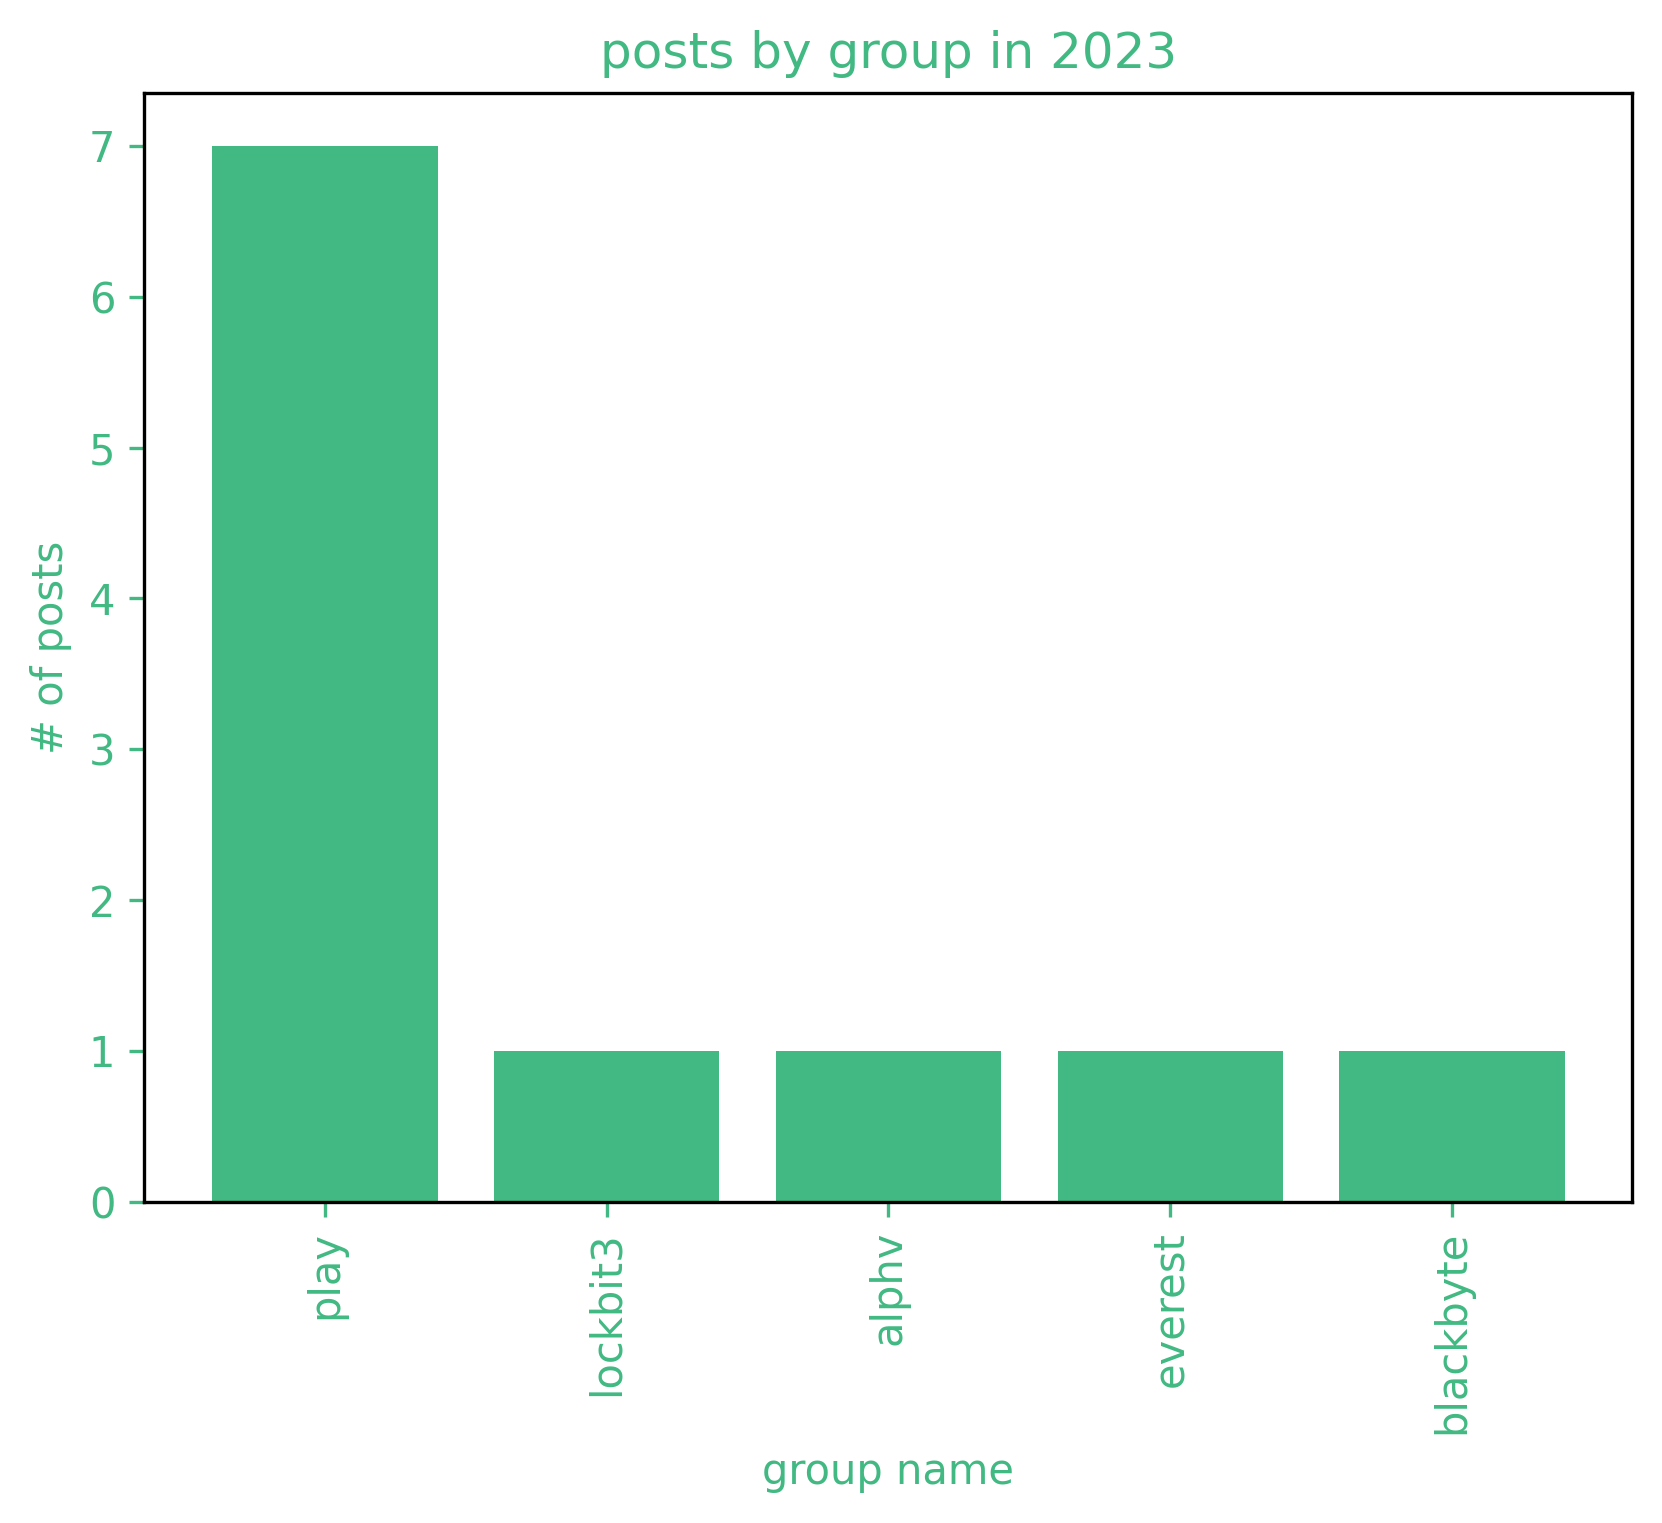 posts by group in 2023
# of posts
7
6
5
4
3
2
1
0
play
lockbit3
alphv
everest
blackbyte
group name